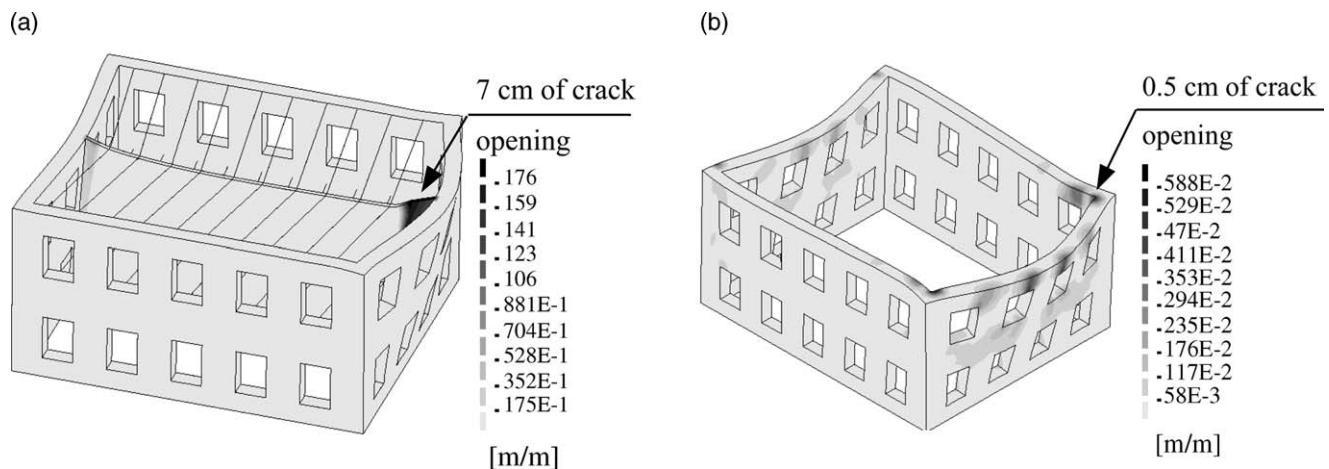 (a)
7 cm of crack
opening
.176
.159
.141
.123
.106
.881E-1
.704E-1
.528E-1
.352E-1
.175E-1
[m/m]
(b)
0.5 cm of crack
opening
.588E-2
.529E-2
.47E-2
.411E-2
.353E-2
.294E-2
.235E-2
.176E-2
.117E-2
.58E-3
[m/m]